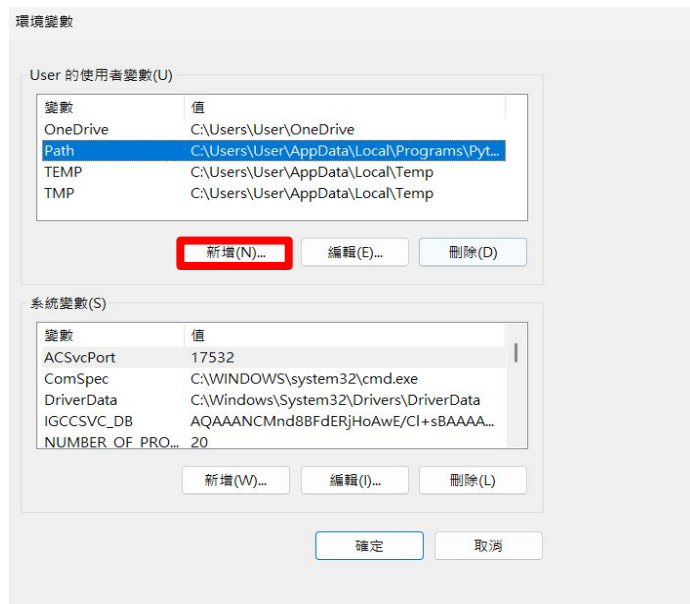 環境變數
User 的使用者變數(U)
變數 值
OneDrive C:\Users\User\OneDrive
Path C:\Users\User\AppData\Local\Programs\Pyt...
TEMP C:\Users\User\AppData\Local\Temp
TMP C:\Users\User\AppData\Local\Temp
新增(N)... 編輯(E)... 刪除(D)
系統變數(S)
變數 值
ACSvcPort 17532
ComSpec C:\WINDOWS\system32\cmd.exe
DriverData C:\Windows\System32\Drivers\DriverData
IGCCSVC_DB AQAAANCMnd8BFdERjHoAwE/Cl+sBAAAA...
NUMBER OF PRO... 20
新增(W)... 編輯(I)... 刪除(L)
確定 取消